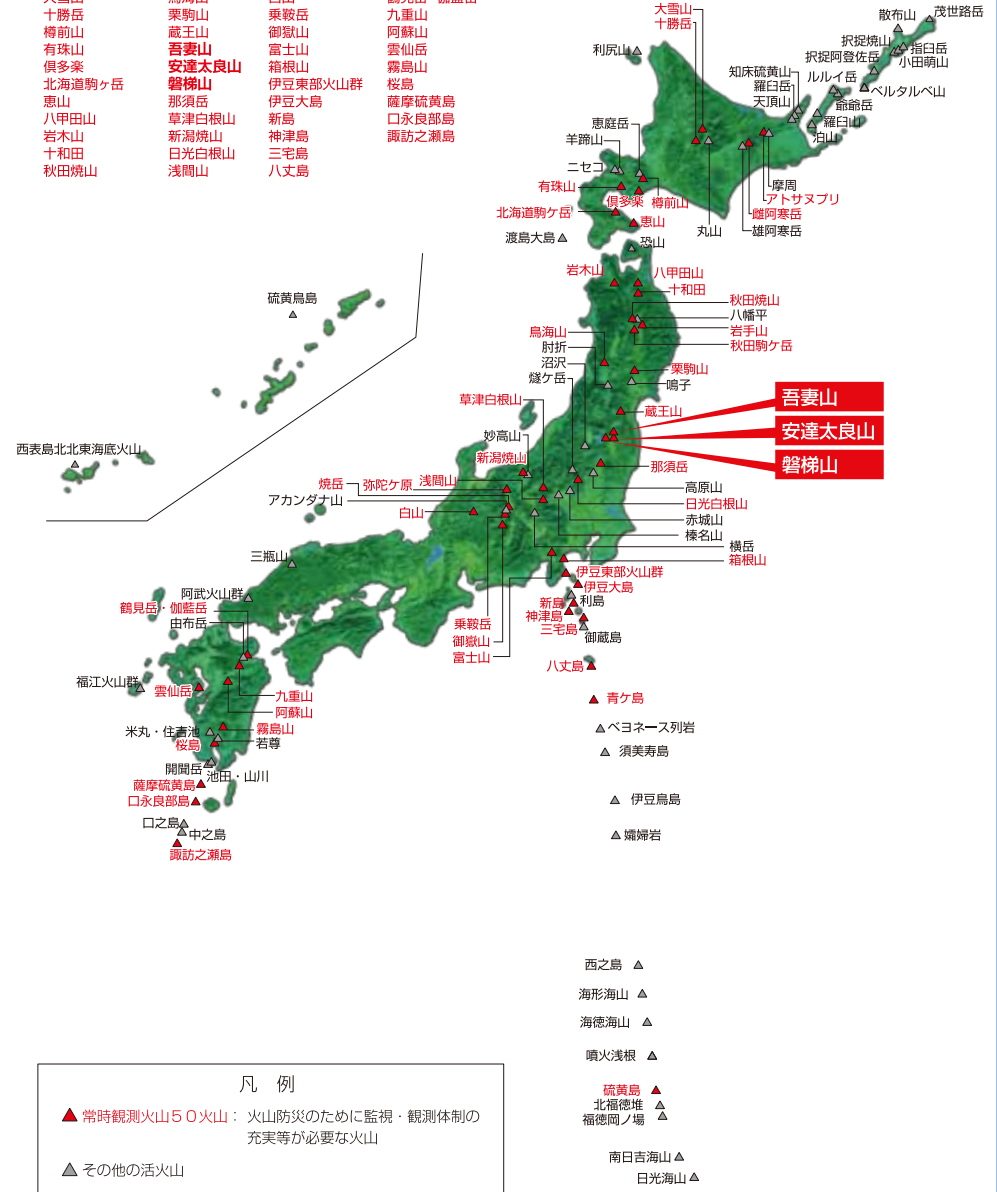 十勝岳
樽前山
有珠山
倶多楽
北海道駒ヶ岳
恵山
八甲田山
岩木山
十和田
秋田焼山
栗駒山
蔵王山
吾妻山
安達太良山
磐梯山
那須岳
草津白根山
新潟焼山
日光白根山
浅間山
乗鞍岳
御嶽山
富士山
箱根山
伊豆東部火山群
伊豆大島
新島
神津島
三宅島
八丈島
九重山
阿蘇山
雲仙岳
霧島山
桜島
薩摩硫黄島
口永良部島
諏訪之瀬島
大雪山
十勝岳
利尻山
散布山
茂世路岳
択捉焼山
指臼岳
小田萌山
択捉阿登佐岳
ルルイ岳
ベルタルベ山
爺爺岳
羅臼山
泊山
知床硫黄山
羅臼岳
天頂山
恵庭岳
羊蹄山
ニセコ
有珠山
倶多楽
樽前山
北海道駒ケ岳
恵山
渡島大島
恐山
摩周
アトサヌプリ
雌阿寒岳
雄阿寒岳
丸山
岩木山
八甲田山
十和田
秋田焼山
八幡平
岩手山
秋田駒ケ岳
鳥海山
肘折
沼沢
燧ケ岳
栗駒山
鳴子
草津白根山
蔵王山
吾妻山
安達太良山
磐梯山
妙高山
新潟焼山
浅間山
弥陀ケ原
焼岳
アカンダナ山
白山
那須岳
高原山
日光白根山
赤城山
榛名山
横岳
箱根山
伊豆東部火山群
伊豆大島
利島
新島
神津島
三宅島
御蔵島
乗鞍岳
御嶽山
富士山
八丈島
青ケ島
ベヨネース列岩
須美寿島
伊豆鳥島
孀婦岩
硫黄鳥島
西表島北北東海底火山
三瓶山
阿武火山群
鶴見岳・伽藍岳
由布岳
福江火山群
雲仙岳
九重山
阿蘇山
霧島山
若尊
米丸・住吉池
桜島
開聞岳
池田・山川
薩摩硫黄島
口永良部島
口之島
中之島
諏訪之瀬島
西之島
海形海山
海徳海山
噴火浅根
硫黄島
北福徳堆
福徳岡ノ場
南日吉海山
日光海山
凡 例
常時観測火山50火山： 火山防災のために監視・観測体制の
充実等が必要な火山
その他の活火山